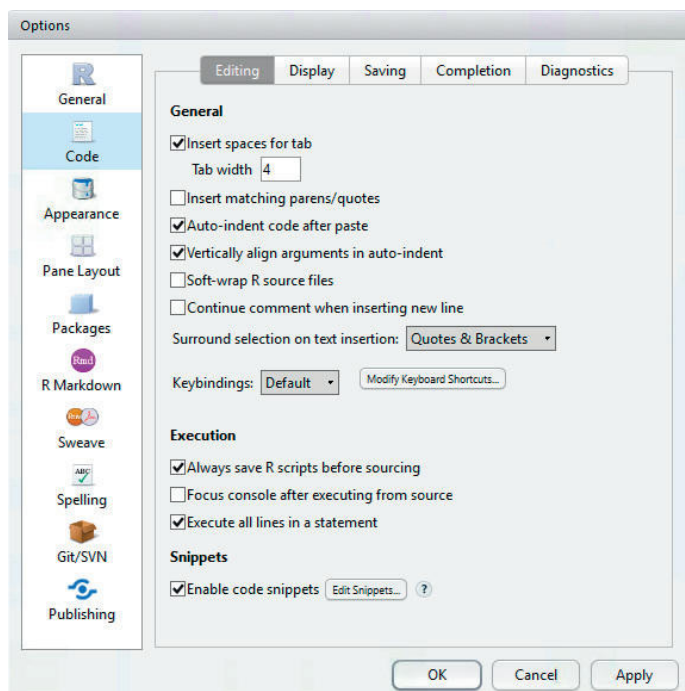 Options
R
General
Code
Appearance
Pane Layout
Packages
Rmd
R Markdown
Sweave
ABC
Spelling
Git/SVN
Publishing
Editing
Display
Saving
Completion
Diagnostics
General
Insert spaces for tab
Tab width 4
Insert matching parens/quotes
Auto-indent code after paste
Vertically align arguments in auto-indent
Soft-wrap R source files
Continue comment when inserting new line
Surround selection on text insertion: Quotes & Brackets
Keybindings: Default Modify Keyboard Shortcuts...
Execution
Always save R scripts before sourcing
Focus console after executing from source
Execute all lines in a statement
Snippets
Enable code snippets Edit Snippets... ?
OK Cancel Apply